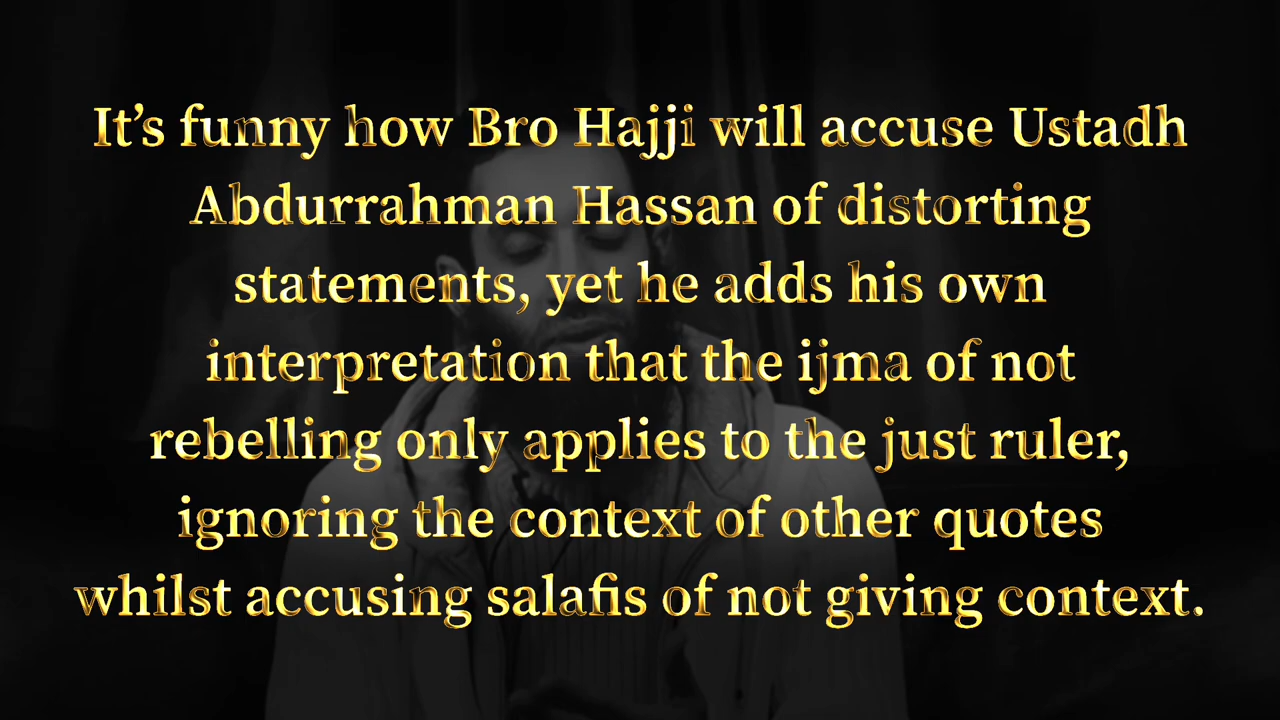 It’s funny how Bro Hajji will accuse Ustadh
Abdurrahman Hassan of distorting
statements, yet he adds his own
interpretation that the ijma of not
rebelling only applies to the just ruler,
ignoring the context of other quotes
whilst accusing salafis of not giving context.